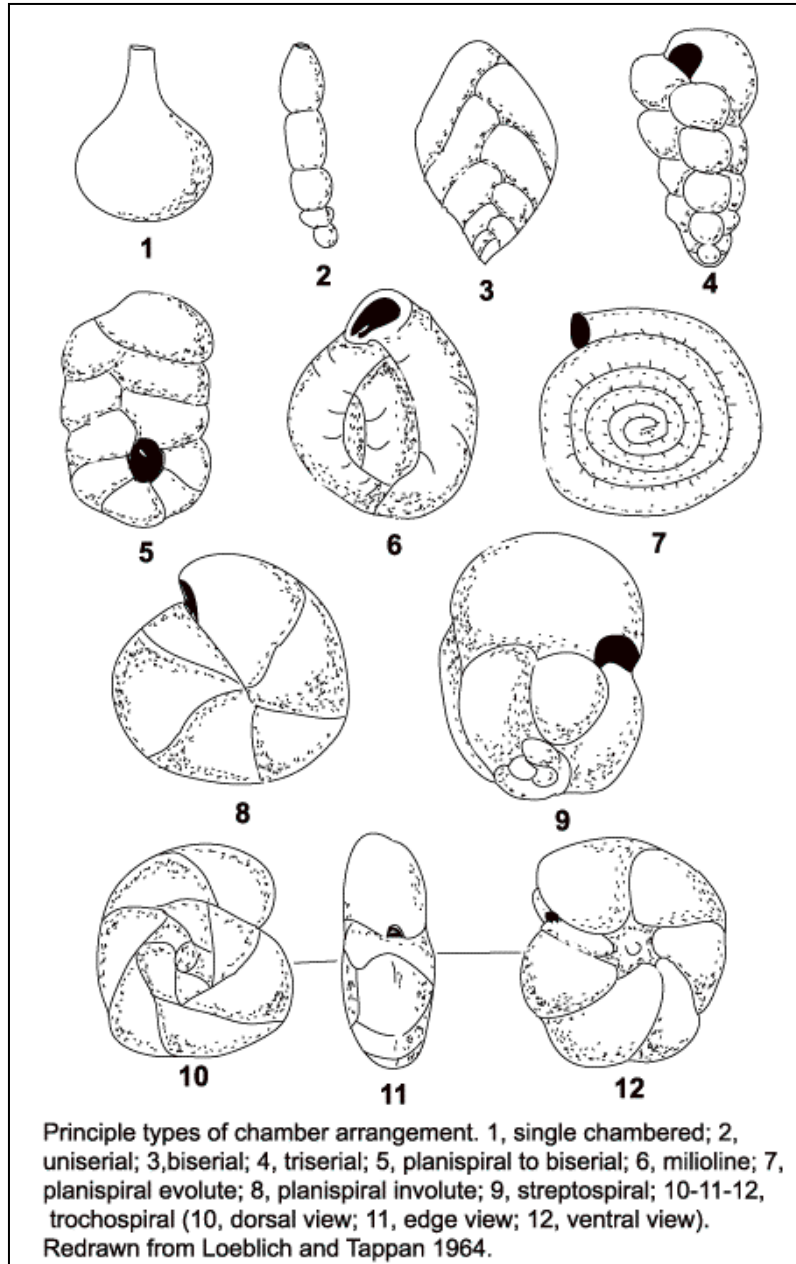 1
2
3
4
5
6
7
8
9
10
11
12
Principle types of chamber arrangement. 1, single chambered; 2,
uniserial; 3,biserial; 4, triserial; 5, planispiral to biserial; 6, milioline; 7,
planispiral evolute; 8, planispiral involute; 9, streptospiral; 10-11-12,
trochospiral (10, dorsal view; 11, edge view; 12, ventral view).
Redrawn from Loeblich and Tappan 1964.